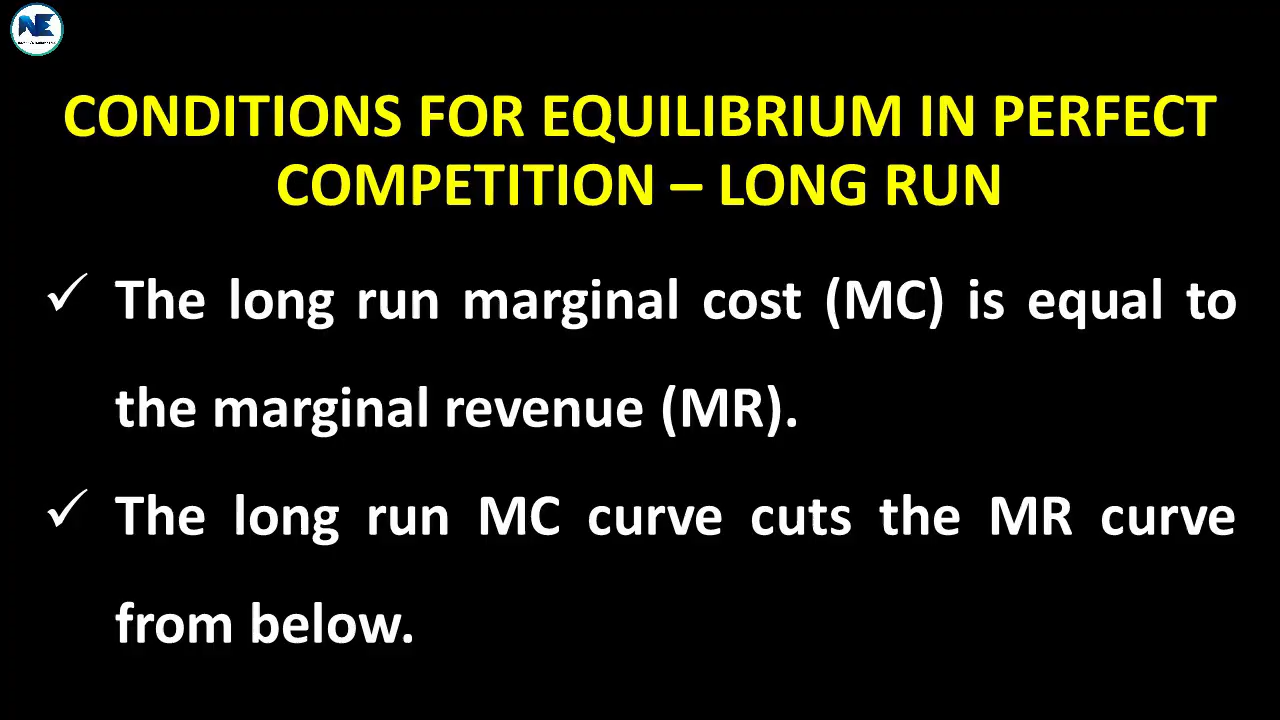 NE
CONDITIONS FOR EQUILIBRIUM IN PERFECT
COMPETITION – LONG RUN
✓ The long run marginal cost (MC) is equal to
the marginal revenue (MR).
✓ The long run MC curve cuts the MR curve
from below.